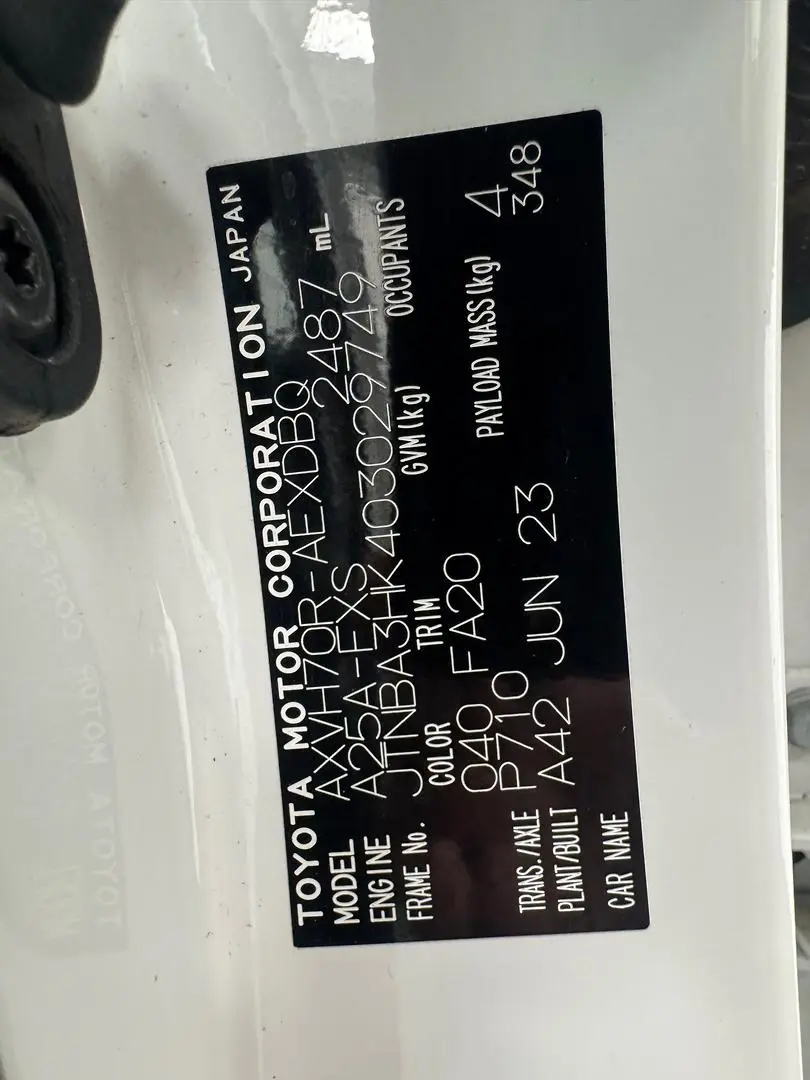 TOYOTA MOTOR CORPORATION JAPAN
MODEL AXVH70R-AEXDBQ
ENGINE A25A-FXS 2487 mL
FRAME No. JTNBA3HK403029749
COLOR TRIM GVM(kg) OCCUPANTS
040 FA20 4
TRANS./AXLE P710 PAYLOAD MASS(kg) 348
PLANT/BUILT A42 JUN 23
CAR NAME